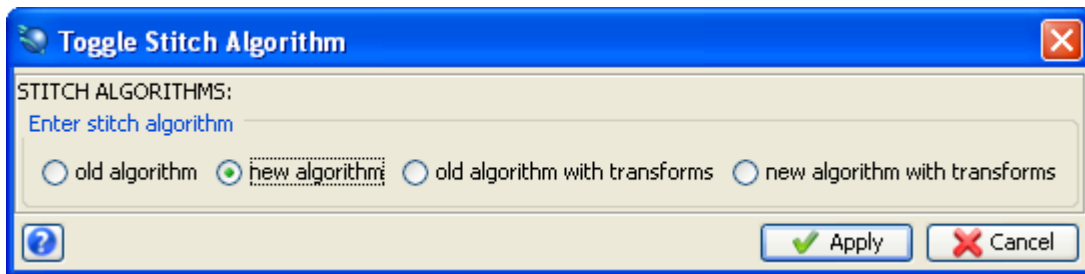 Toggle Stitch Algorithm
STITCH ALGORITHMS:
Enter stitch algorithm
old algorithm new algorithm old algorithm with transforms new algorithm with transforms
? Apply Cancel